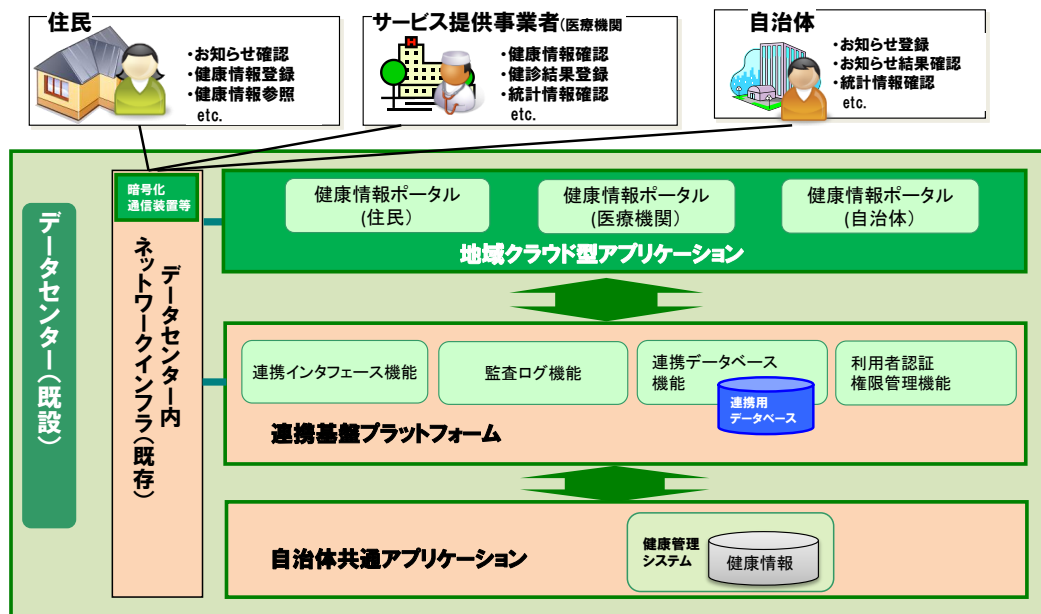 住民
・お知らせ確認
・健康情報登録
・健康情報参照
etc.
サービス提供事業者(医療機関
H
・健康情報確認
・健診結果登録
・統計情報確認
etc.
自治体
・お知らせ登録
・お知らせ結果確認
・統計情報確認
etc.
データセンター(既設)
暗号化
通信装置等
データセンター内
ネットワークインフラ(既存)
健康情報ポータル
(住民)
健康情報ポータル
(医療機関)
健康情報ポータル
(自治体)
地域クラウド型アプリケーション
連携インタフェース機能
監査ログ機能
連携データベース
機能
連携用
データベース
利用者認証
権限管理機能
連携基盤プラットフォーム
自治体共通アプリケーション
健康管理
システム
健康情報